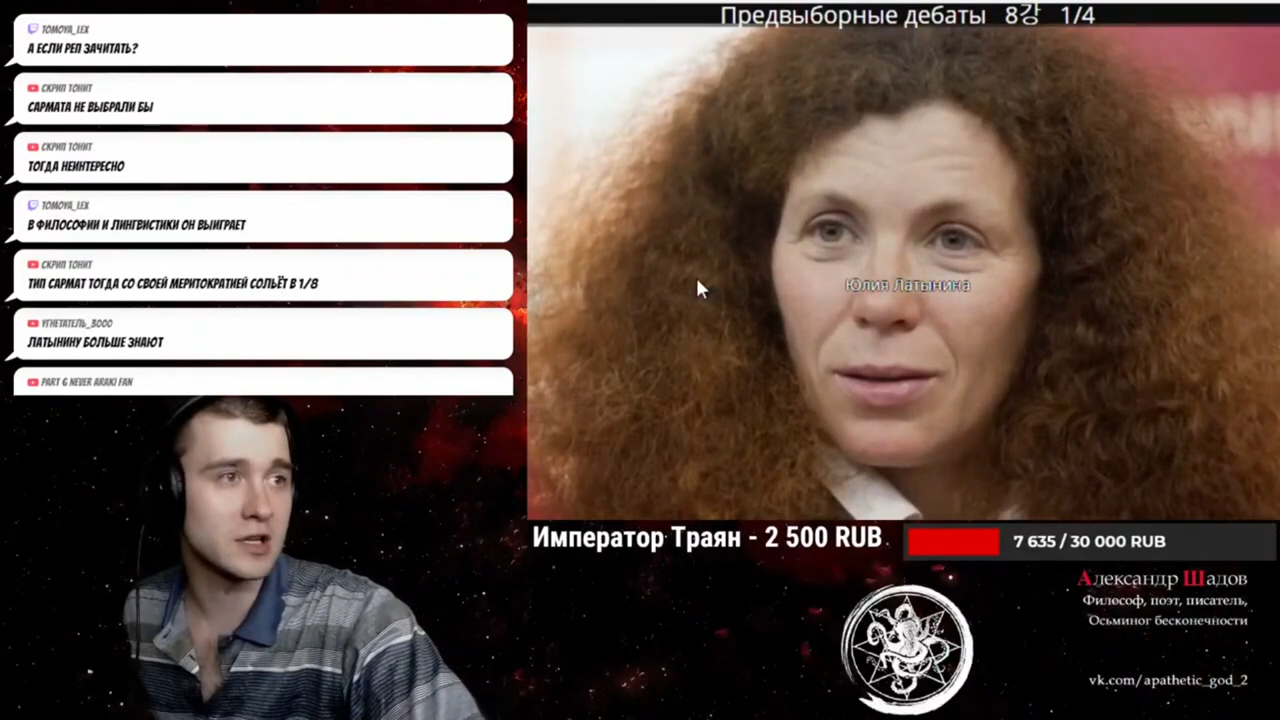 TOMOYA_LEX
А ЕСЛИ РЕП ЗАЧИТАТЬ?
СКРИП ТОНИТ
САРМАТА НЕ ВЫБРАЛИ БЫ
СКРИП ТОНИТ
ТОГДА НЕИНТЕРЕСНО
TOMOYA_LEX
В ФИЛОСОФИИ И ЛИНГВИСТИКИ ОН ВЫИГРАЕТ
СКРИП ТОНИТ
ТИП САРМАТ ТОГДА СО СВОЕЙ МЕРИТОКРАТИЕЙ СОЛЬЁТ В 1/8
УГНЕТАТЕЛЬ_3000
ЛАТЫНИНУ БОЛЬШЕ ЗНАЮТ
PART 6 NEVER ARAKI FAN
Предвыборные дебаты 8강 1/4
Юлия Латынина
Император Траян - 2 500 RUB
7 635 / 30 000 RUB
Александр Шадов
Философ, поэт, писатель,
Осьминог бесконечности
vk.com/apathetic_god_2